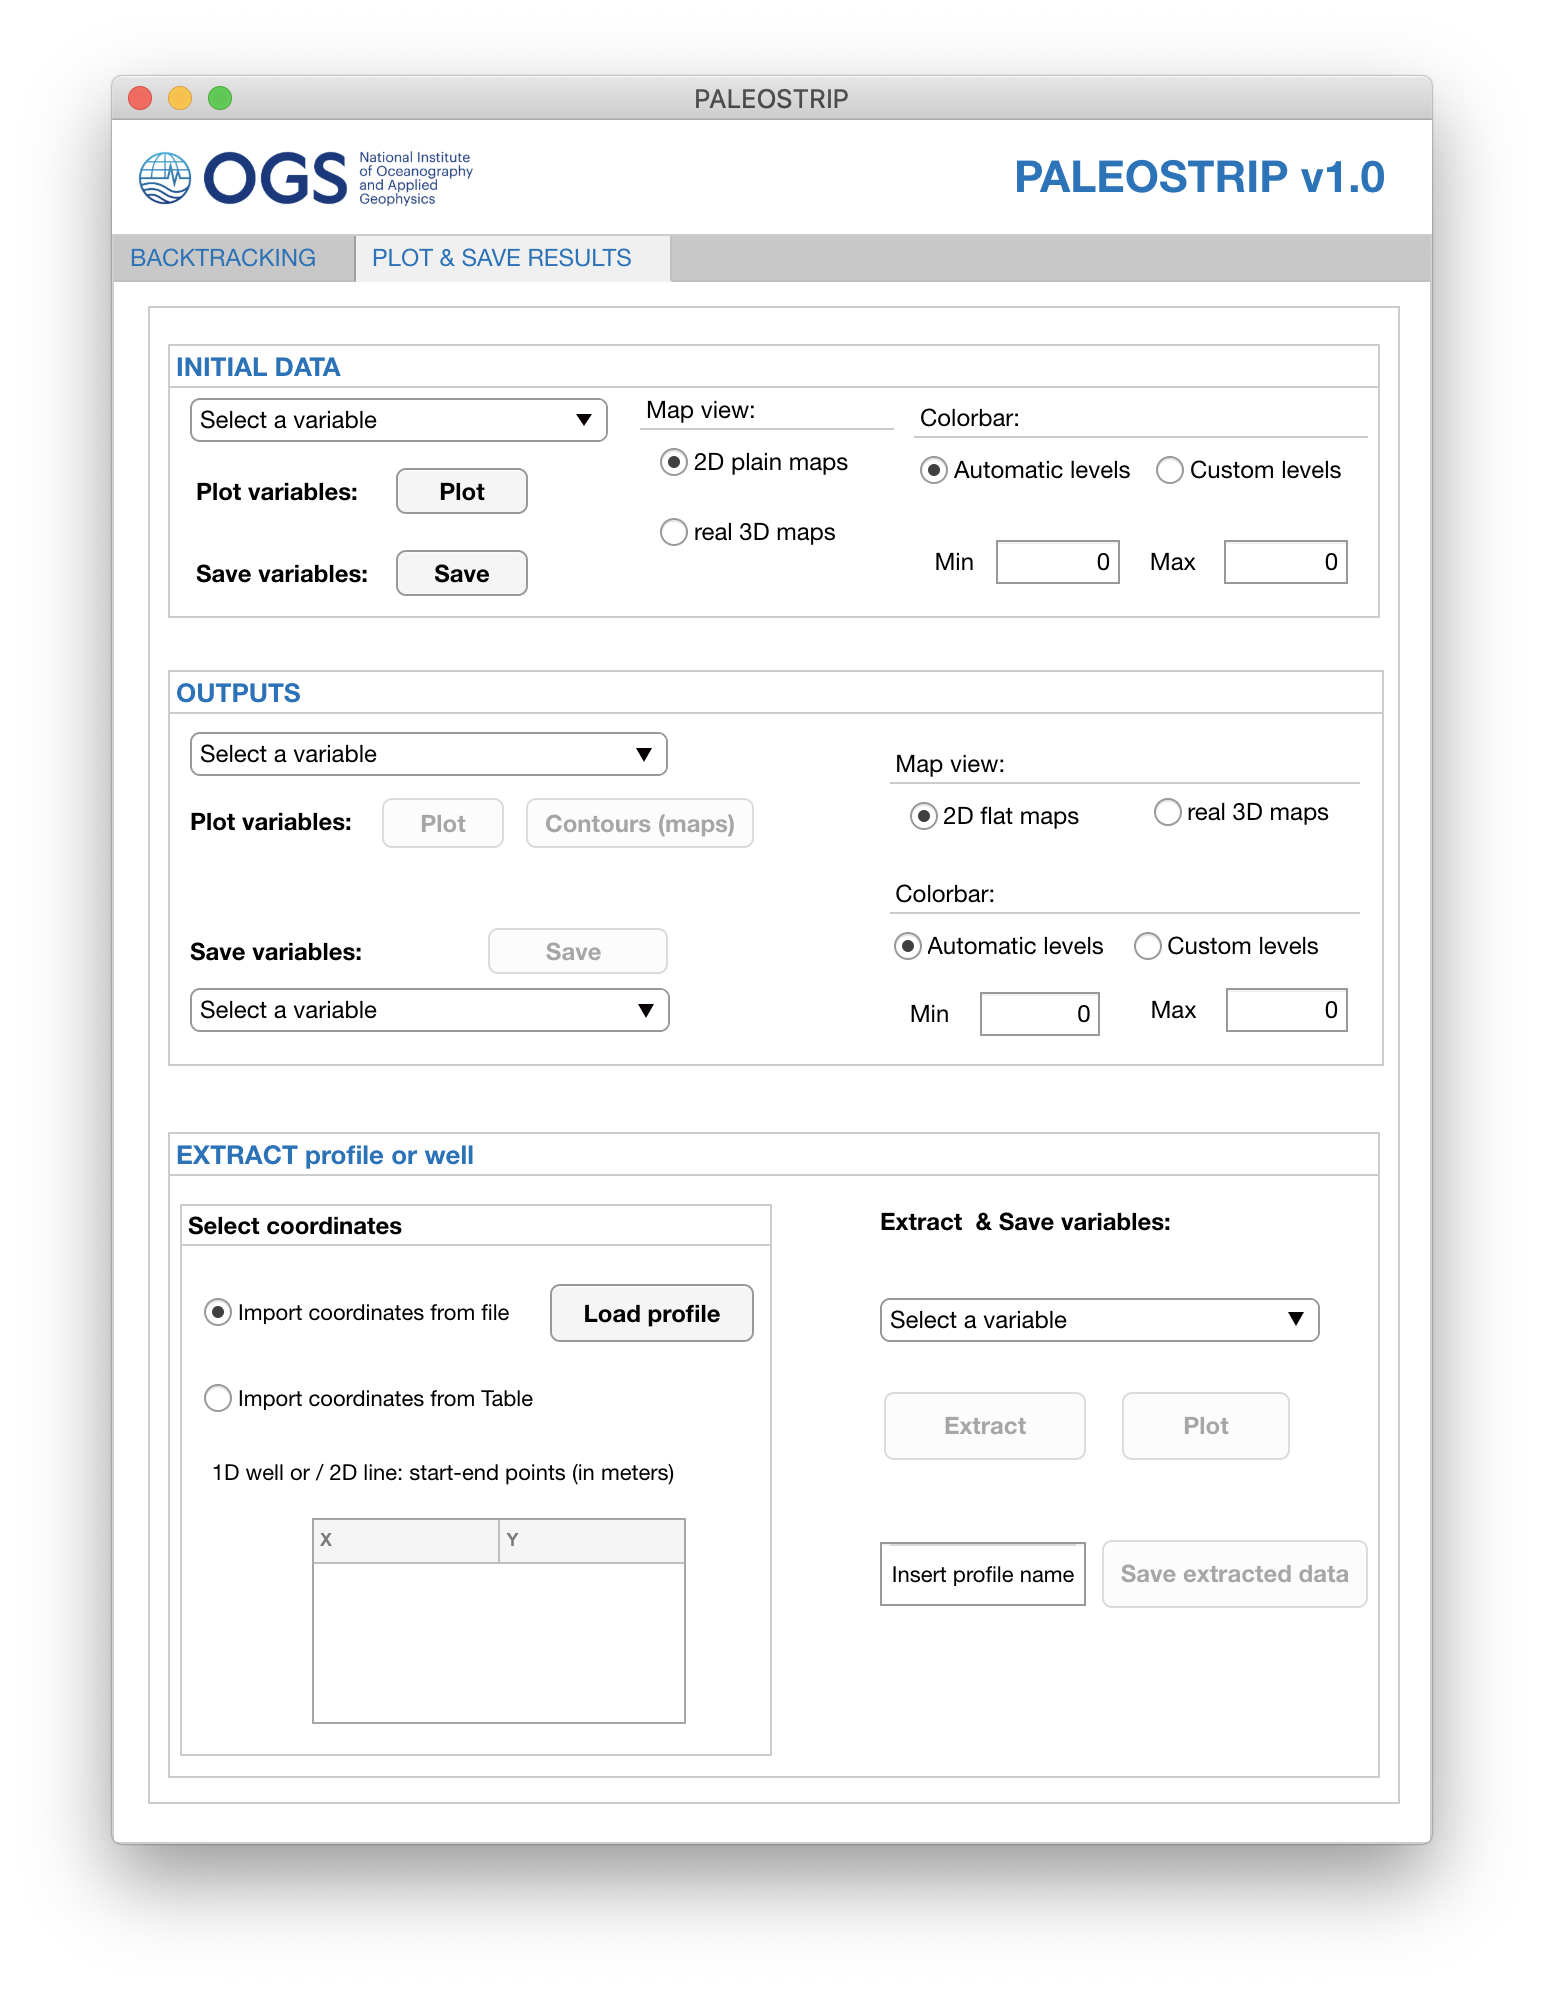 PALEOSTRIP
OGS
National Institute
of Oceanography
and Applied
Geophysics
PALEOSTRIP v1.0
BACKTRACKING
PLOT & SAVE RESULTS
INITIAL DATA
Select a variable
Plot variables:
Plot
Save variables:
Save
Map view:
2D plain maps
real 3D maps
Colorbar:
Automatic levels
Custom levels
Min
0
Max
0
OUTPUTS
Select a variable
Plot variables:
Plot
Contours (maps)
Save variables:
Save
Select a variable
Map view:
2D flat maps
real 3D maps
Colorbar:
Automatic levels
Custom levels
Min
0
Max
0
EXTRACT profile or well
Select coordinates
Import coordinates from file
Load profile
Import coordinates from Table
1D well or / 2D line: start-end points (in meters)
X
Y
Extract  & Save variables:
Select a variable
Extract
Plot
Insert profile name
Save extracted data